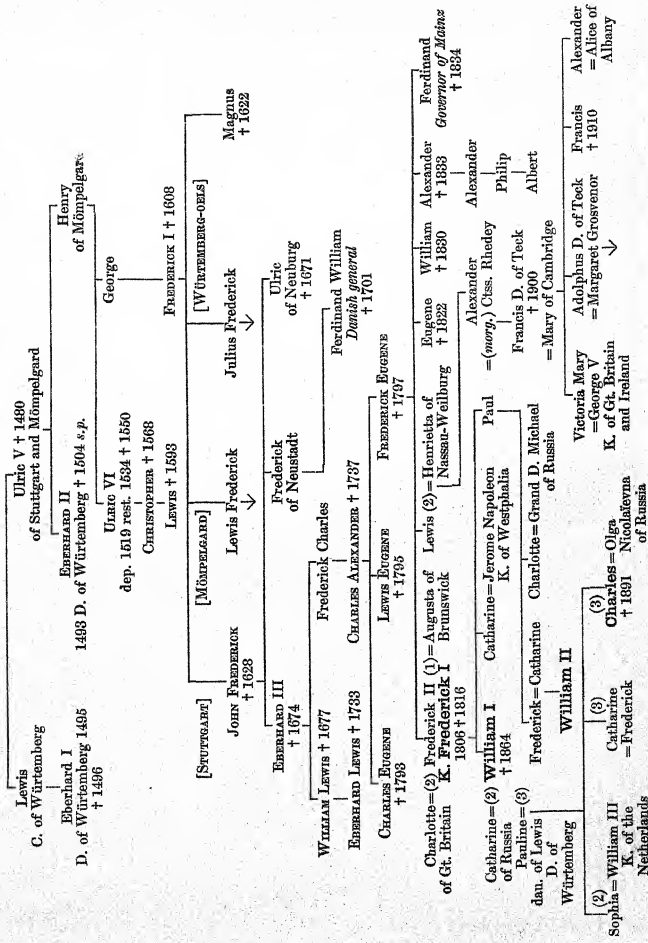 Lewis
C. of Würtemberg
Ulric V † 1480
of Stuttgart and Mömpelgard
Eberhard I
D. of Würtemberg 1495
† 1496
EBERHARD II
1493 D. of Würtemberg † 1504 s.p.
Henry
of Mömpelgard
ULRIC VI
dep. 1519 rest. 1534 † 1550
George
CHRISTOPHER † 1568
LEWIS † 1593
FREDERICK I † 1608
[STUTTGART]
[MÖMPELGARD]
[WÜRTEMBERG-OELS]
JOHN FREDERICK
† 1628
Lewis Frederick
Julius Frederick
Magnus
† 1622
EBERHARD III
† 1674
Frederick
of Neustadt
Ulric
of Neuburg
† 1671
WILLIAM LEWIS † 1677
Frederick Charles
Ferdinand William
Danish general
† 1701
EBERHARD LEWIS † 1733
CHARLES ALEXANDER † 1737
CHARLES EUGENE
† 1793
LEWIS EUGENE
† 1795
FREDERICK EUGENE
† 1797
Charlotte=(2) Frederick II (1)=Augusta of
of Gt. Britain K. Frederick I Brunswick
1806 † 1816
Lewis (2)=Henrietta of
Nassau-Weilburg
Eugene
† 1822
William
† 1830
Alexander
† 1833
Ferdinand
Governor of Mainz
† 1834
Catharine=(2) William I
of Russia † 1864
Pauline=(3)
dau. of Lewis
D. of
Würtemberg
Catharine=Jerome Napoleon
K. of Westphalia
Paul
Alexander
=(morg.) Ctss. Rhedey
Alexander
Philip
Albert
Frederick=Catharine
Charlotte=Grand D. Michael
of Russia
Francis D. of Teck
† 1900
=Mary of Cambridge
William II
(2)
Sophia=William III
K. of the
Netherlands
(3)
Catharine
=Frederick
(3)
Charles=Olga
† 1891 Nicolaïevna
of Russia
Victoria Mary
=George V
K. of Gt. Britain
and Ireland
Adolphus D. of Teck
=Margaret Grosvenor
Francis
† 1910
Alexander
=Alice of
Albany